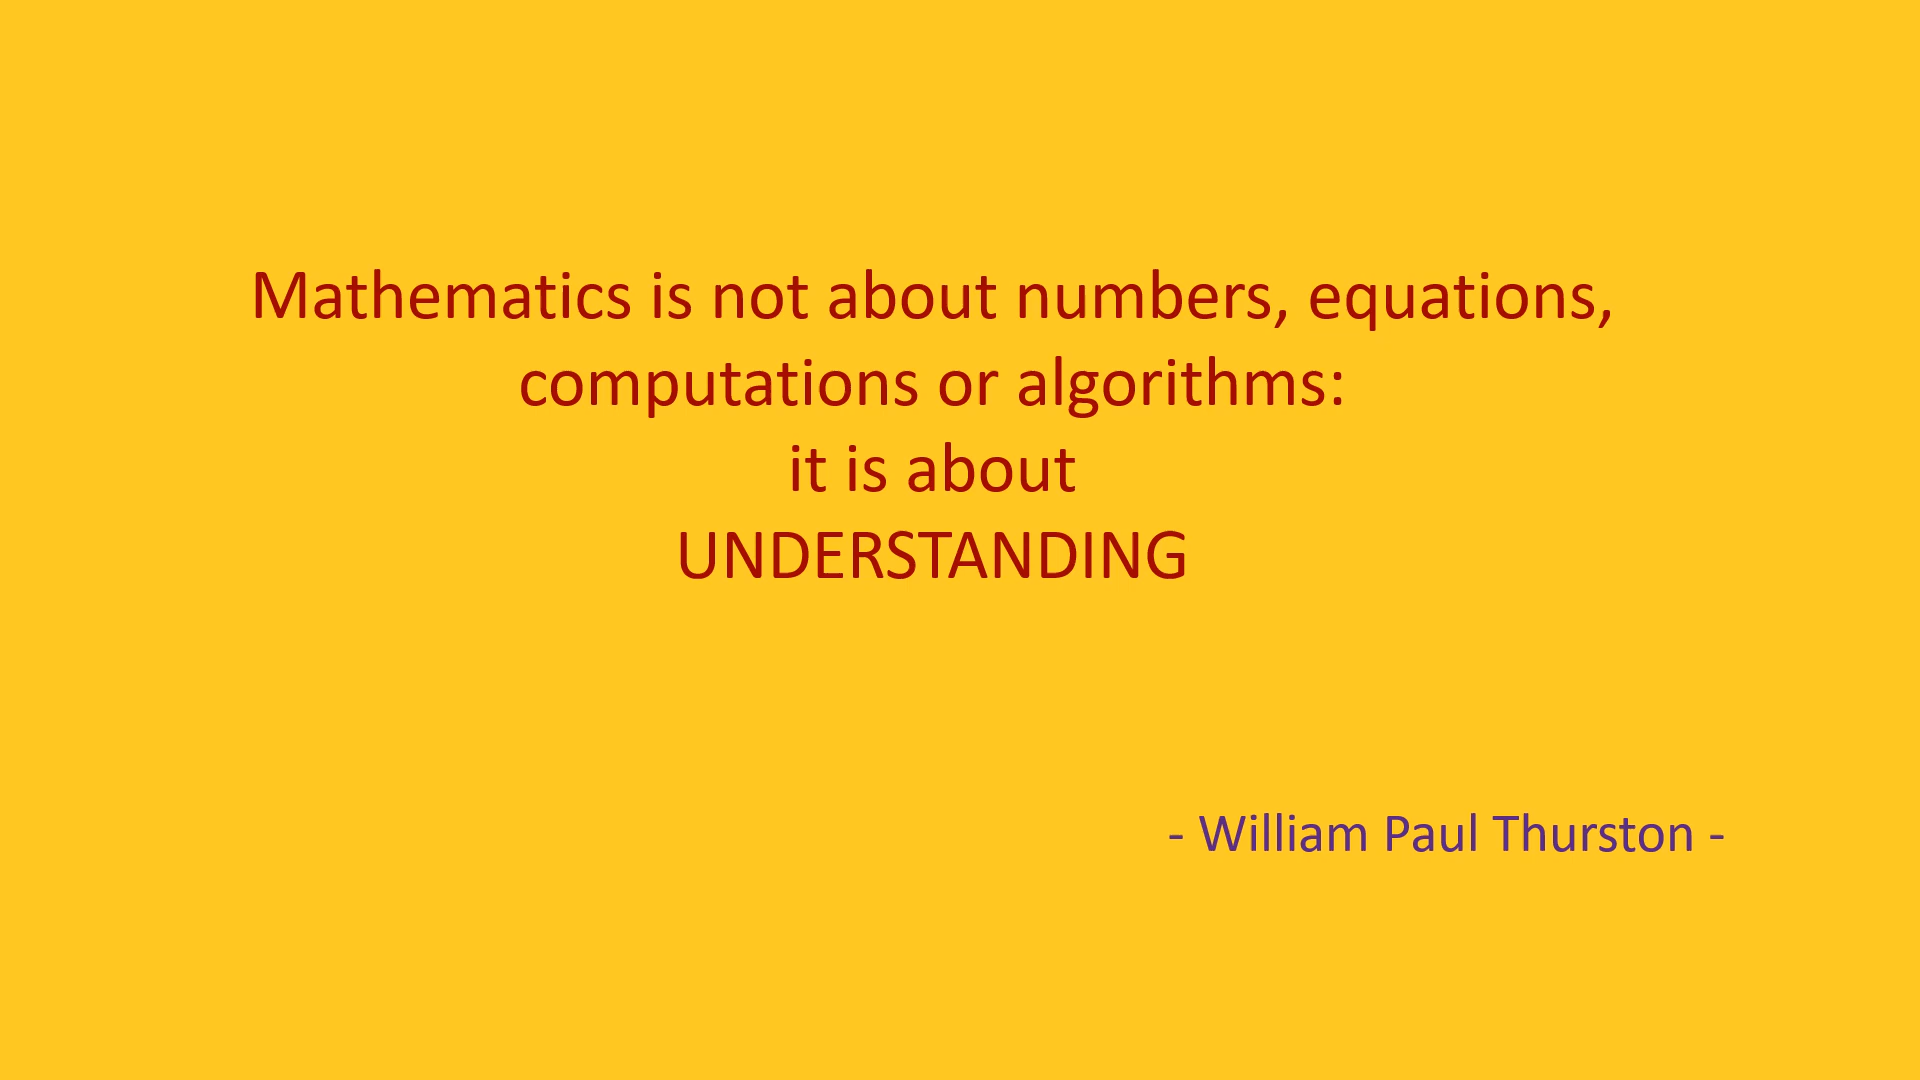 Mathematics is not about numbers, equations,
computations or algorithms:
it is about
UNDERSTANDING
- William Paul Thurston -